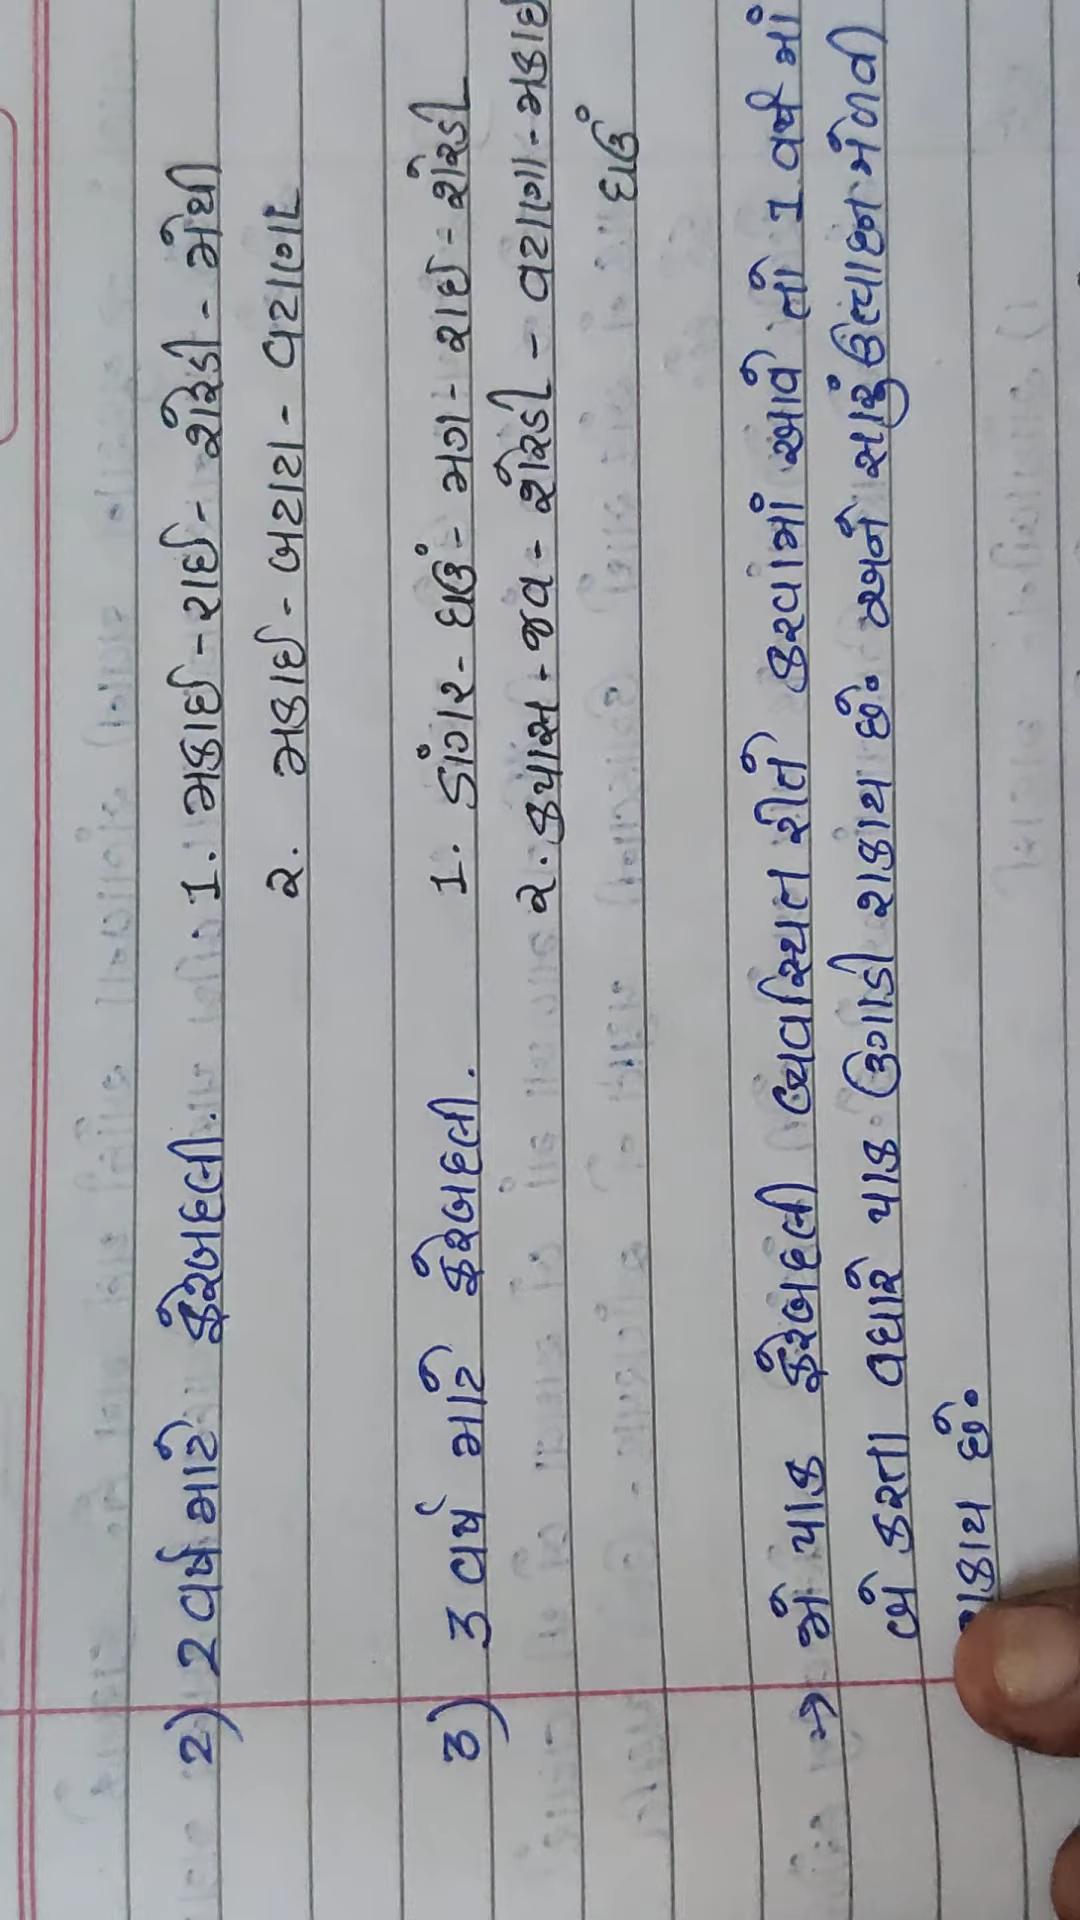 2) 2 વર્ષ માટે ફેરબદલી. 1. મકાઈ - રાઈ - શેરડી - મેથી
૨. મકાઈ - બટાટા - વટાણા
3) 3 વર્ષ માટે ફેરબદલી. 1. ડાંગર - ઘઉં - મગ - રાઈ - શેરડી
૨. કપાસ - જવ - શેરડી - વટાણા - મકાઈ
ઘઉં
→ જો પાક ફેરબદલી વ્યવસ્થિત રીતે કરવામાં આવે તો 1 વર્ષ માં
બે કરતા વધારે પાક ઉગાડી શકાય છે. અને સારું ઉત્પાદન મેળવી
શકાય છે.